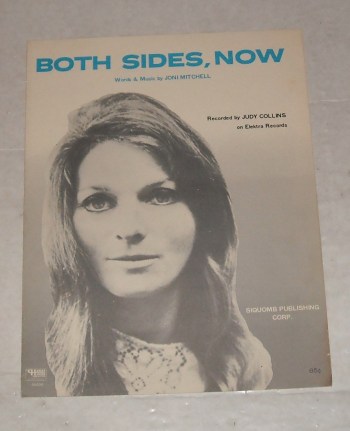 BOTH SIDES, NOW
Words & Music by JONI MITCHELL
Recorded by JUDY COLLINS
on Elektra Records
SIQUOMB PUBLISHING
CORP.